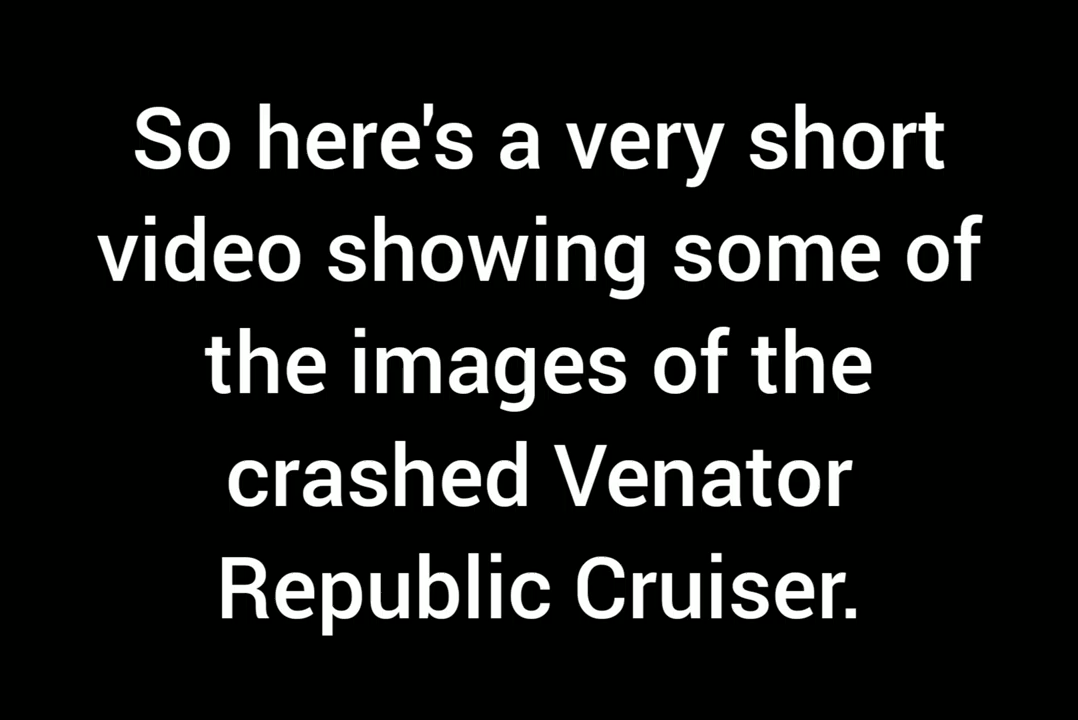 So here's a very short
video showing some of
the images of the
crashed Venator
Republic Cruiser.